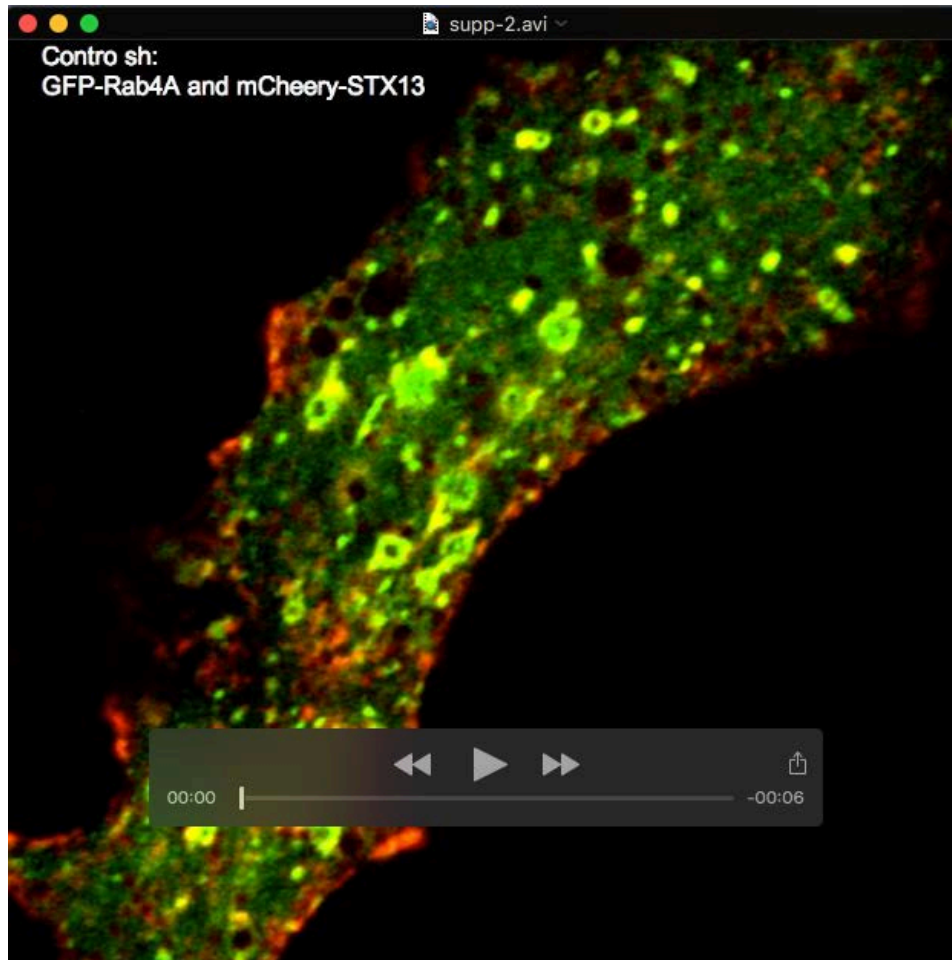 supp-2.avi
Contro sh:
GFP-Rab4A and mCheery-STX13
00:00
-00:06